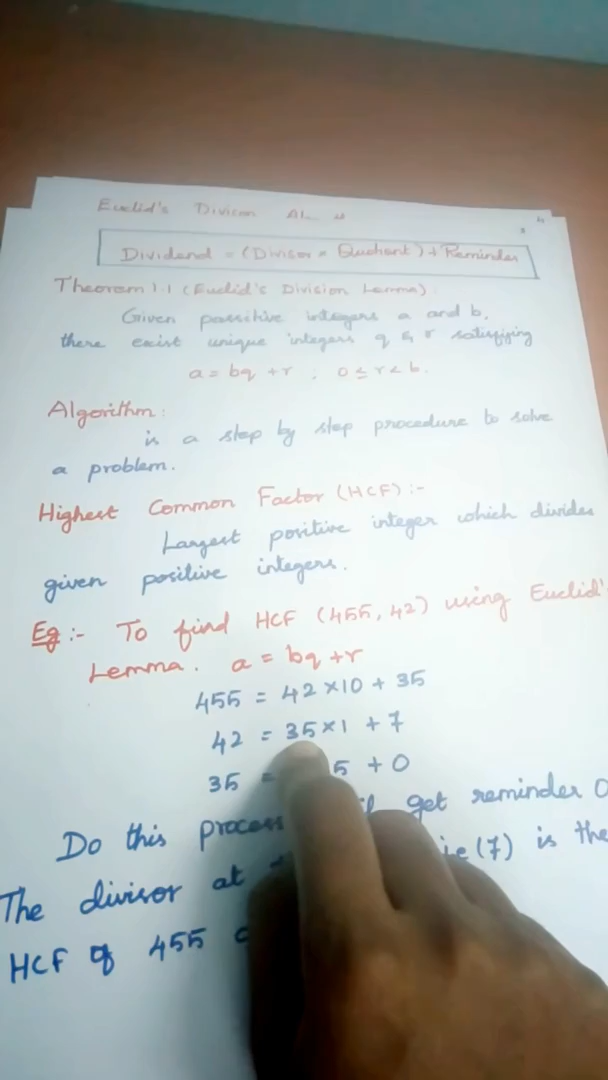 Euclid's Divicon
Dividend = (Divisor × Quotient) + Reminder
Theorem 1.1 (Euclid's Division Lemma):
Given possitive integers a and b,
there exist unique integers q & r satisfying
a = bq + r ; 0 ≤ r < b.
Algorithm:
is a step by step procedure to solve
a problem.
Highest Common Factor (HCF) :-
Largest positive integer which divides
given positive integers.
Eg :- To find HCF (455, 42) using Euclid's
Lemma. a = bq + r
455 = 42 × 10 + 35
42 = 35 × 1 + 7
35 = 5 + 0
Do this process get reminder 0
The divisor at ie (7) is the
HCF of 455